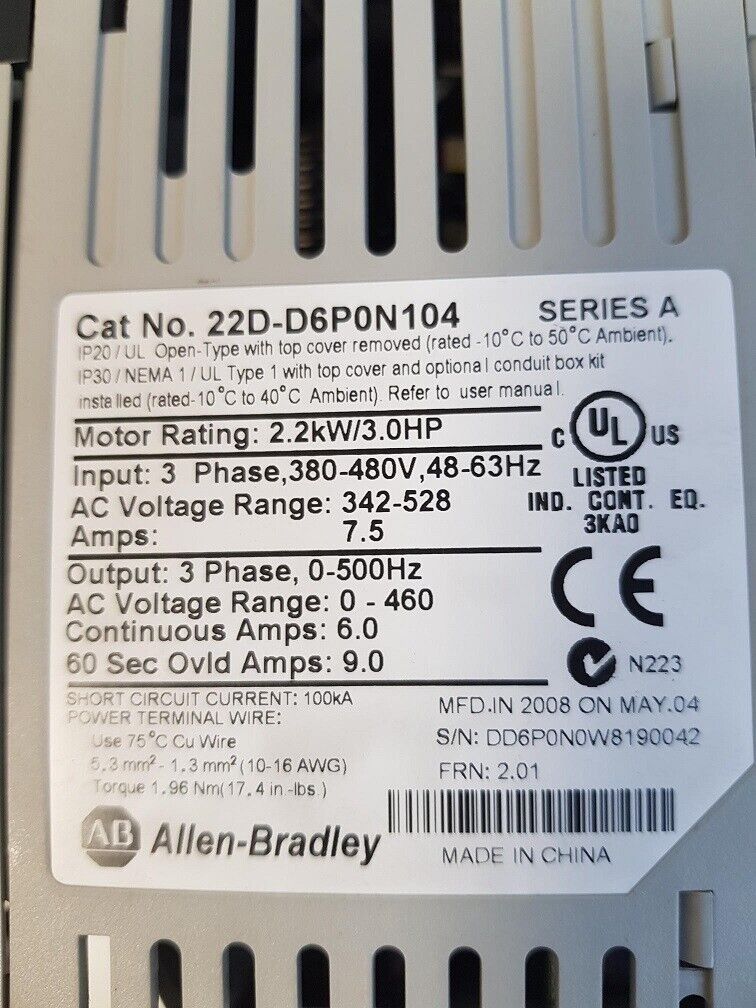 Cat No. 22D-D6P0N104 SERIES A
IP20 / UL Open-Type with top cover removed (rated -10°C to 50°C Ambient).
IP30 / NEMA 1 / UL Type 1 with top cover and optional conduit box kit
installed (rated-10°C to 40°C Ambient). Refer to user manual.
Motor Rating: 2.2kW/3.0HP
C UL US
LISTED
IND. CONT. EQ.
3KA0
Input: 3 Phase,380-480V,48-63Hz
AC Voltage Range: 342-528
Amps: 7.5
Output: 3 Phase, 0-500Hz
AC Voltage Range: 0 - 460
Continuous Amps: 6.0
60 Sec Ovld Amps: 9.0
CE
N223
SHORT CIRCUIT CURRENT: 100kA
POWER TERMINAL WIRE:
Use 75°C Cu Wire
5.3 mm²- 1.3 mm² (10-16 AWG)
Torque 1.96 Nm(17.4 in-lbs )
MFD.IN 2008 ON MAY.04
S/N: DD6P0N0W8190042
FRN: 2.01
AB Allen-Bradley
MADE IN CHINA